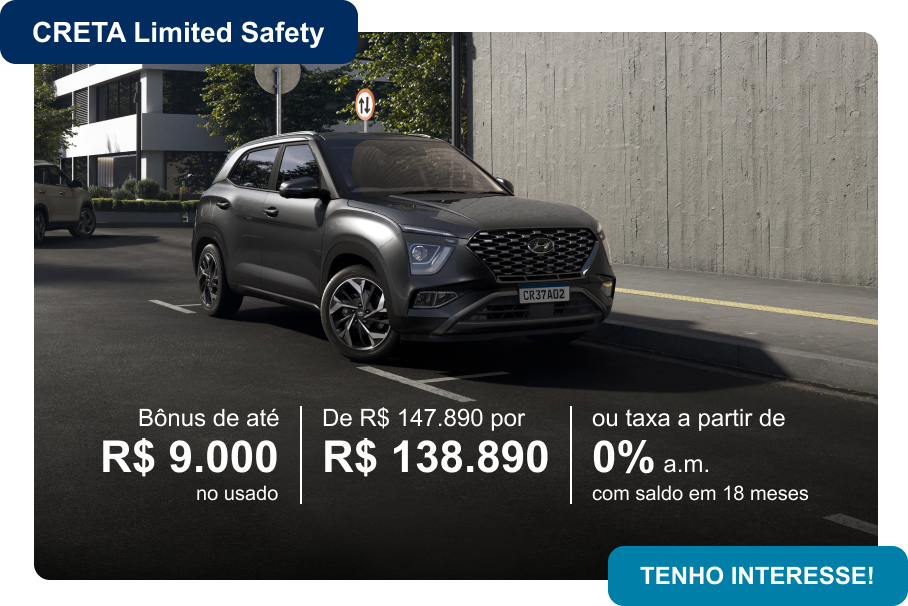 CRETA Limited Safety
CR37A02
Bônus de até
R$ 9.000
no usado
De R$ 147.890 por
R$ 138.890
ou taxa a partir de
0% a.m.
com saldo em 18 meses
TENHO INTERESSE!